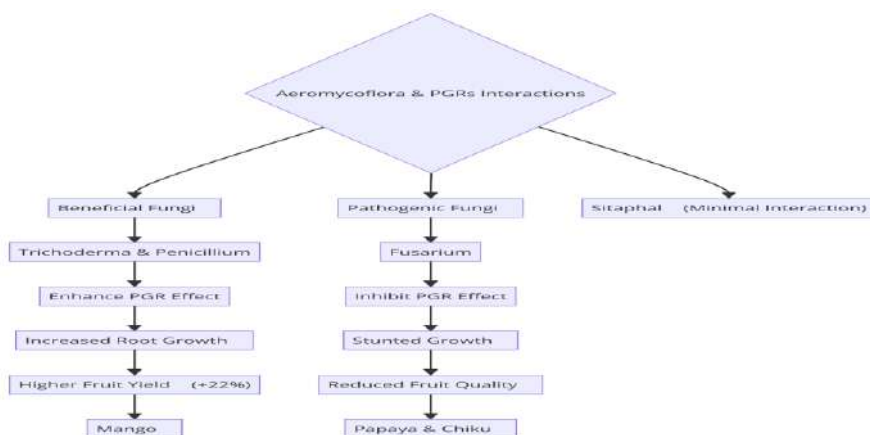 Aeromycoflora & PGRs Interactions
Beneficial Fungi
Pathogenic Fungi
Sitaphal (Minimal Interaction)
Trichoderma & Penicillium
Fusarium
Enhance PGR Effect
Inhibit PGR Effect
Increased Root Growth
Stunted Growth
Higher Fruit Yield (+22%)
Reduced Fruit Quality
Mango
Papaya & Chiku